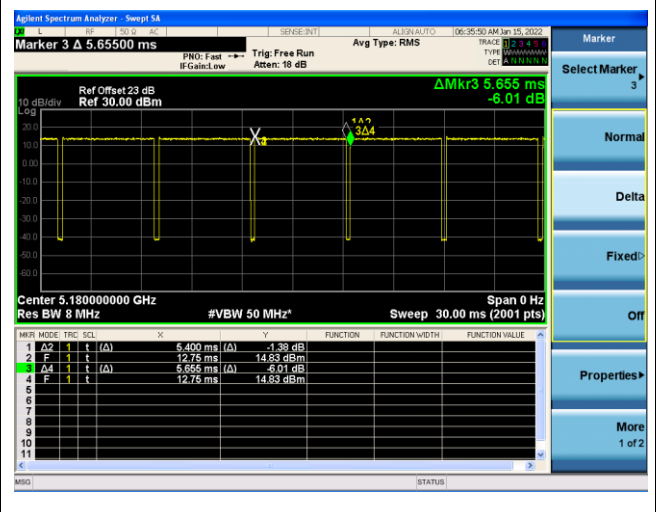 Agilent Spectrum Analyzer - Swept SA
L RF 50 Ω AC SENSE:INT ALIGN AUTO 06:35:50 AM Jan 15, 2022
Marker 3 Δ 5.65500 ms
PNO: Fast
IFGain:Low
Trig: Free Run
Atten: 18 dB
Avg Type: RMS
TRACE 1 2 3 4 5 6
TYPE WWWWWW
DET A N N N N N
Ref Offset 23 dB
10 dB/div Ref 30.00 dBm
Log
ΔMkr3 5.655 ms
-6.01 dB
20.0
10.0
0.00
-10.0
-20.0
-30.0
-40.0
-50.0
-60.0
1Δ2
3Δ4
Center 5.180000000 GHz Span 0 Hz
Res BW 8 MHz #VBW 50 MHz* Sweep 30.00 ms (2001 pts)
MKR MODE TRC SCL X Y FUNCTION FUNCTION WIDTH FUNCTION VALUE
1 Δ2 1 t (Δ) 5.400 ms (Δ) -1.38 dB
2 F 1 t 12.75 ms 14.83 dBm
3 Δ4 1 t (Δ) 5.655 ms (Δ) -6.01 dB
4 F 1 t 12.75 ms 14.83 dBm
5
6
7
8
9
10
11
MSG STATUS
Marker
Select Marker
3
Normal
Delta
Fixed
Off
Properties
More
1 of 2